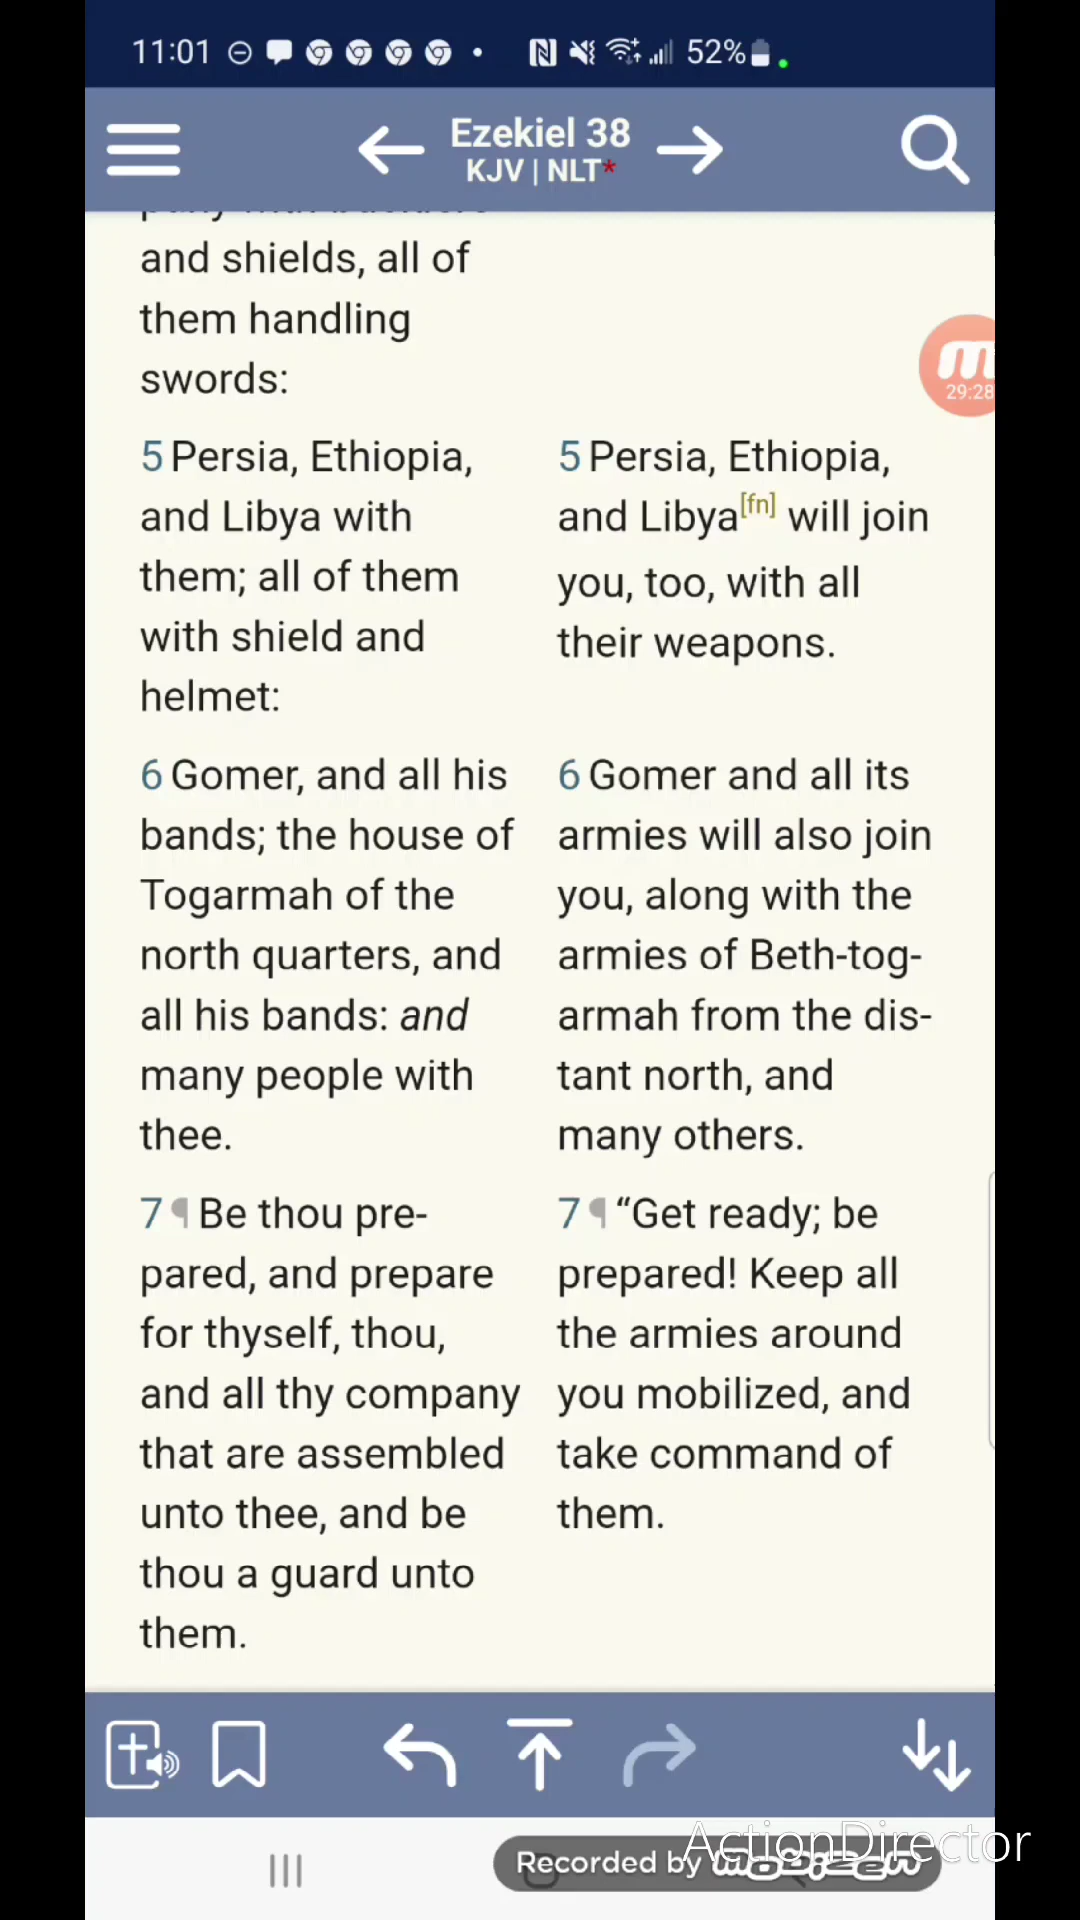 11:01 52%
Ezekiel 38
KJV | NLT*
and shields, all of
them handling
swords:
29:28
5 Persia, Ethiopia,
and Libya with
them; all of them
with shield and
helmet:
6 Gomer, and all his
bands; the house of
Togarmah of the
north quarters, and
all his bands: and
many people with
thee.
7 ¶ Be thou pre-
pared, and prepare
for thyself, thou,
and all thy company
that are assembled
unto thee, and be
thou a guard unto
them.
5 Persia, Ethiopia,
and Libya[fn] will join
you, too, with all
their weapons.
6 Gomer and all its
armies will also join
you, along with the
armies of Beth-tog-
armah from the dis-
tant north, and
many others.
7 ¶ “Get ready; be
prepared! Keep all
the armies around
you mobilized, and
take command of
them.
ActionDirector
Recorded by mobizen